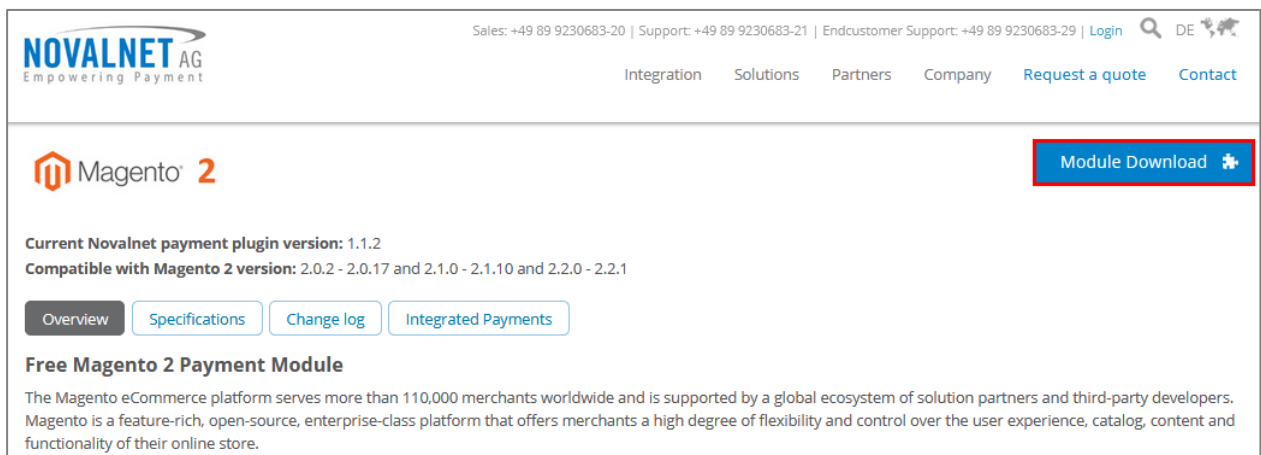 Sales: +49 89 9230683-20 | Support: +49 89 9230683-21 | Endcustomer Support: +49 89 9230683-29 | Login DE
NOVALNET AG
Empowering Payment
Integration Solutions Partners Company Request a quote Contact
Magento® 2
Module Download
Current Novalnet payment plugin version: 1.1.2
Compatible with Magento 2 version: 2.0.2 - 2.0.17 and 2.1.0 - 2.1.10 and 2.2.0 - 2.2.1
Overview Specifications Change log Integrated Payments
Free Magento 2 Payment Module
The Magento eCommerce platform serves more than 110,000 merchants worldwide and is supported by a global ecosystem of solution partners and third-party developers.
Magento is a feature-rich, open-source, enterprise-class platform that offers merchants a high degree of flexibility and control over the user experience, catalog, content and
functionality of their online store.